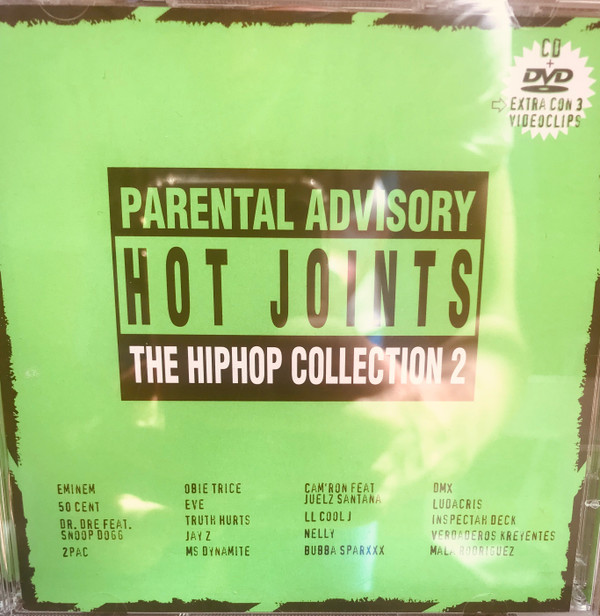 CD
+
DVD
EXTRA CON 3
VIDEOCLIPS
PARENTAL ADVISORY
HOT JOINTS
THE HIPHOP COLLECTION 2
EMINEM
50 CENT
DR. DRE FEAT.
SNOOP DOGG
2PAC
OBIE TRICE
EVE
TRUTH HURTS
JAY Z
MS DYNAMITE
CAM'RON FEAT
JUELZ SANTANA
LL COOL J
NELLY
BUBBA SPARXXX
DMX
LUDACRIS
INSPECTAH DECK
VERDADEROS KREYENTES
MALA RODRIGUEZ